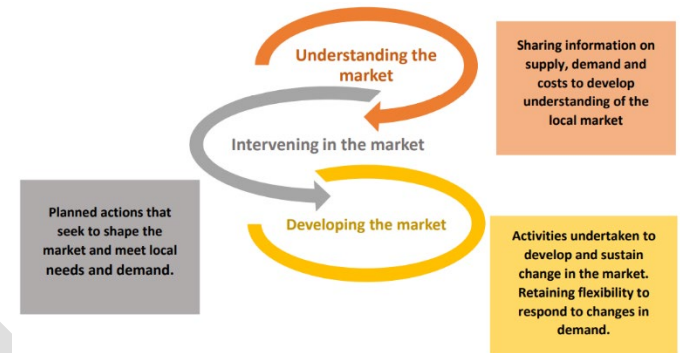 Understanding the
market
Sharing information on
supply, demand and
costs to develop
understanding of the
local market
Intervening in the market
Planned actions that
seek to shape the
market and meet local
needs and demand.
Developing the market
Activities undertaken to
develop and sustain
change in the market.
Retaining flexibility to
respond to changes in
demand.